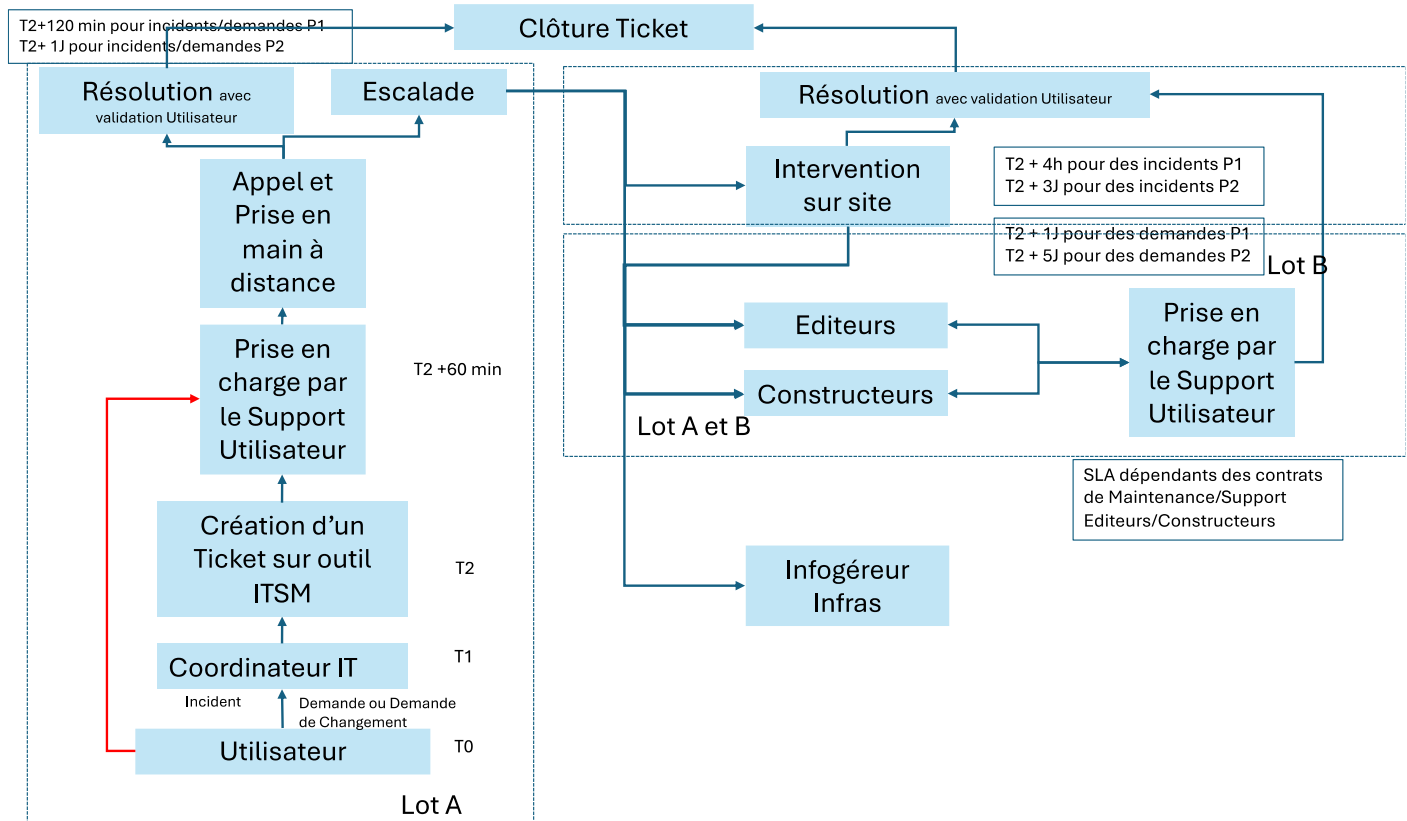 T2+120 min pour incidents/demandes P1
T2+ 1J pour incidents/demandes P2
Clôture Ticket
Résolution avec
validation Utilisateur
Escalade
Résolution avec validation Utilisateur
Appel et
Prise en
main à
distance
Intervention
sur site
T2 + 4h pour des incidents P1
T2 + 3J pour des incidents P2
T2 + 1J pour des demandes P1
T2 + 5J pour des demandes P2
Lot B
Prise en
charge par
le Support
Utilisateur
T2 +60 min
Editeurs
Constructeurs
Prise en
charge par
le Support
Utilisateur
Lot A et B
SLA dépendants des contrats
de Maintenance/Support
Editeurs/Constructeurs
Création d’un
Ticket sur outil
ITSM
T2
Infogéreur
Infras
Coordinateur IT
T1
Incident
Demande ou Demande
de Changement
Utilisateur
T0
Lot A